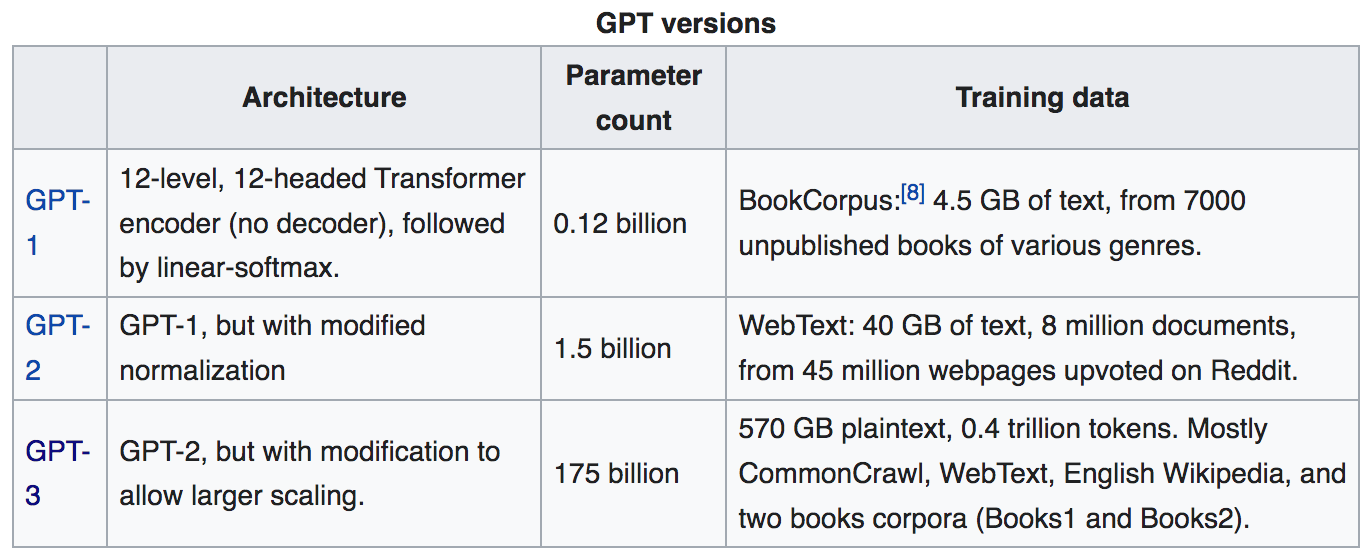 GPT versions
Architecture
Parameter
count
Training data
GPT-
1
12-level, 12-headed Transformer
encoder (no decoder), followed
by linear-softmax.
0.12 billion
BookCorpus:[8] 4.5 GB of text, from 7000
unpublished books of various genres.
GPT-
2
GPT-1, but with modified
normalization
1.5 billion
WebText: 40 GB of text, 8 million documents,
from 45 million webpages upvoted on Reddit.
GPT-
3
GPT-2, but with modification to
allow larger scaling.
175 billion
570 GB plaintext, 0.4 trillion tokens. Mostly
CommonCrawl, WebText, English Wikipedia, and
two books corpora (Books1 and Books2).